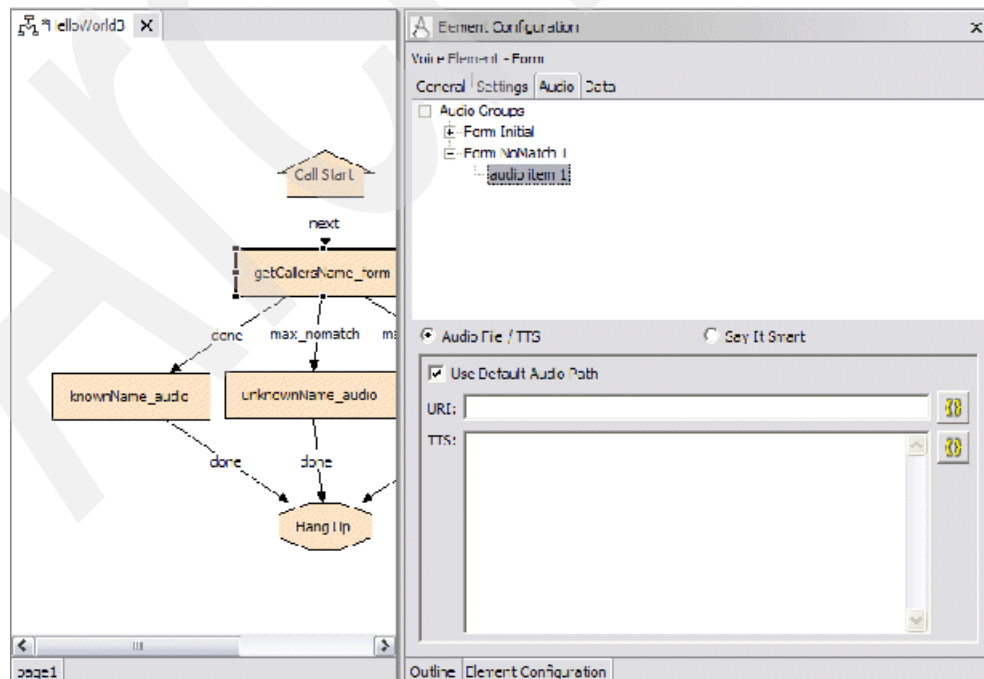 *HelloWorld3
Call Start
next
getCallersName_form
done
max_nomatch
ma
knownName_audio
unknownName_audio
done
done
Hang Up
page1
Element Configuration
Voice Element - Form
General
Settings
Audio
Data
Audio Groups
Form Initial
Form NoMatch 1
audio item 1
Audio File / TTS
Say It Smart
Use Default Audio Path
URI:
TTS:
Outline
Element Configuration